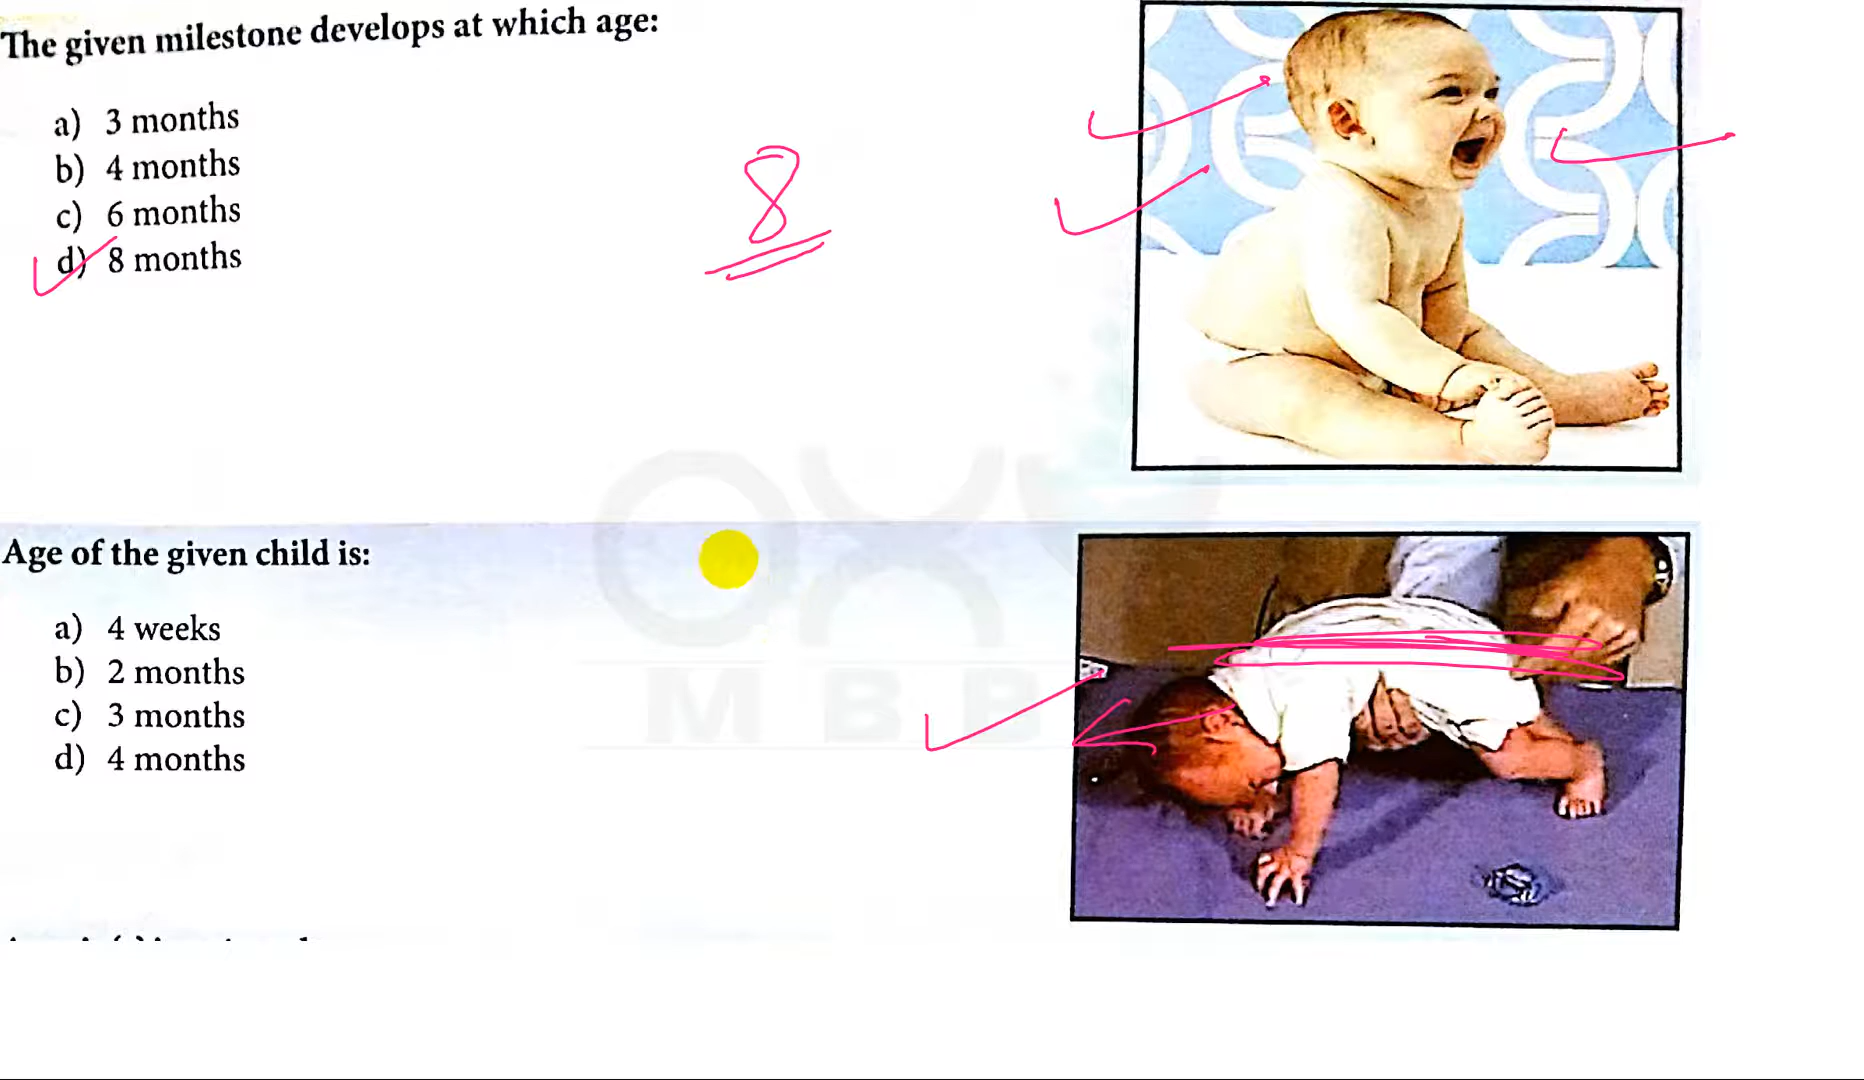 The given milestone develops at which age:
a) 3 months
b) 4 months
c) 6 months
d) 8 months
8
Age of the given child is:
a) 4 weeks
b) 2 months
c) 3 months
d) 4 months
MBB